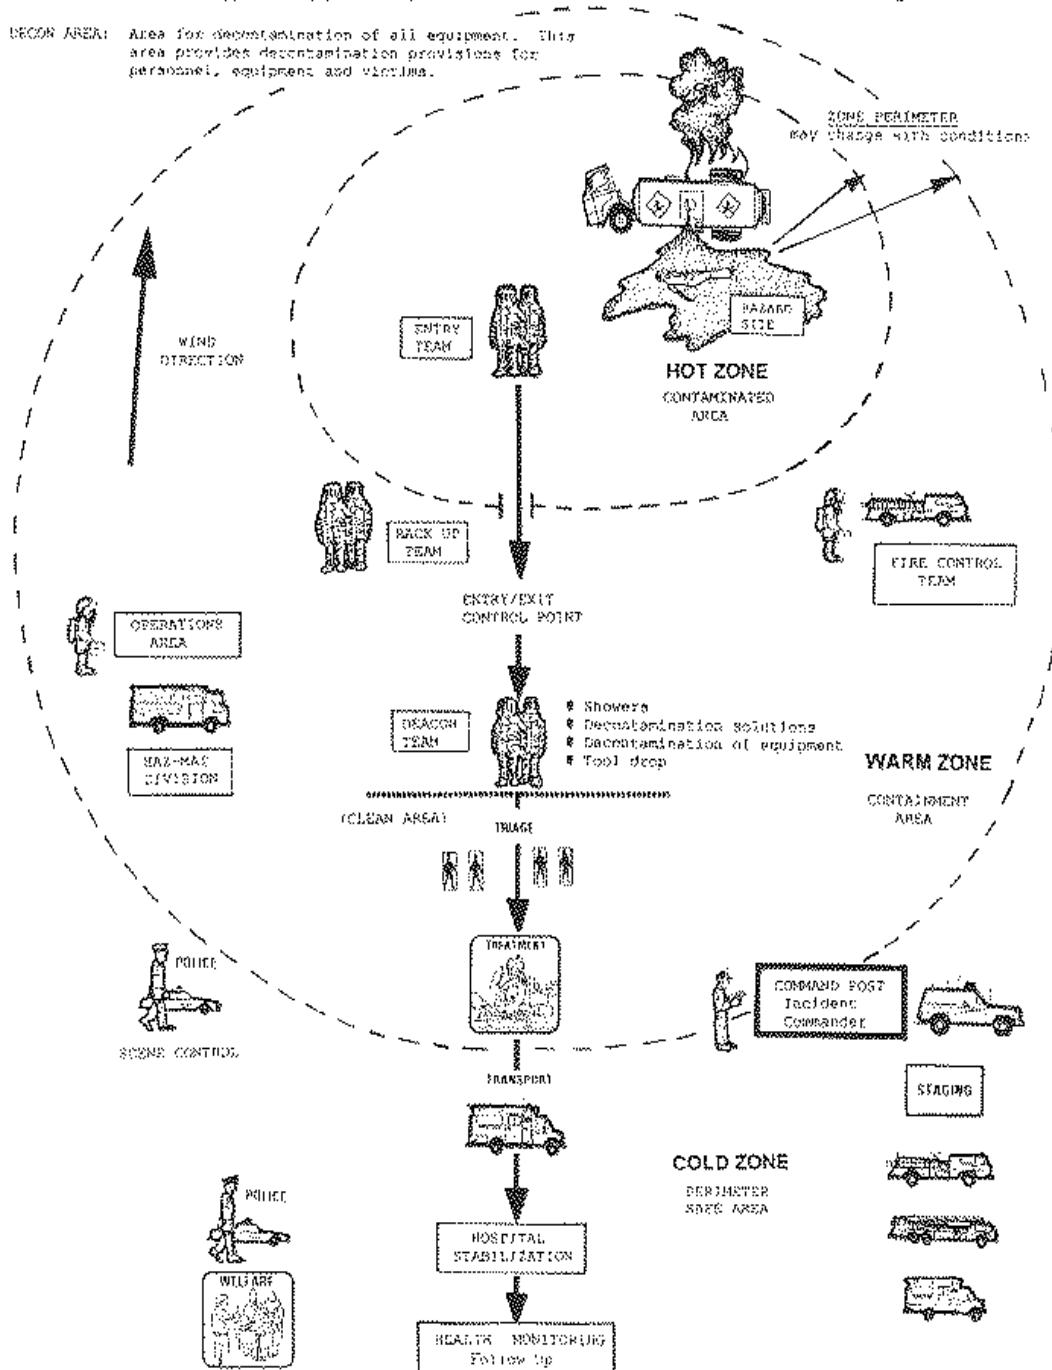 DECON AREA: Area for decontamination of all equipment. This
area provides decontamination provisions for
personnel, equipment and victims.
ZONE PERIMETER
may change with conditions
WIND
DIRECTION
ENTRY
TEAM
HAZARD
SITE
HOT ZONE
CONTAMINATED
AREA
BACK UP
TEAM
FIRE CONTROL
TEAM
ENTRY/EXIT
CONTROL POINT
OPERATIONS
AREA
HAZ-MAT
DIVISION
DEACON
TEAM
# Showers
# Decontamination solutions
# Decontamination of equipment
# Tool drop
WARM ZONE
CONTAINMENT
AREA
(CLEAN AREA)
TRIAGE
TREATMENT
POLICE
SCENE CONTROL
COMMAND POST
Incident
Commander
STAGING
TRANSPORT
COLD ZONE
PERIMETER
SAFE AREA
POLICE
WELFARE
HOSPITAL
STABILIZATION
HEALTH MONITORING
Follow Up